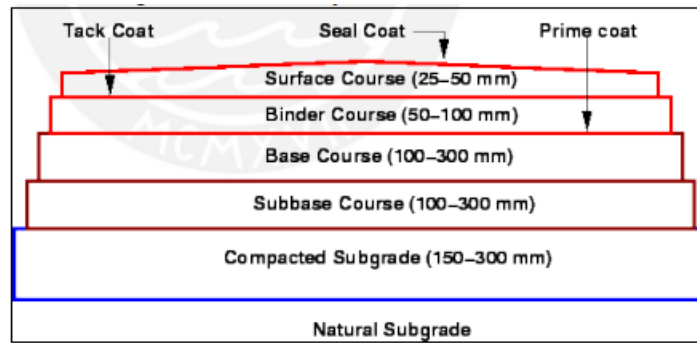 Tack Coat Seal Coat Prime coat
Surface Course (25–50 mm)
Binder Course (50–100 mm)
Base Course (100–300 mm)
Subbase Course (100–300 mm)
Compacted Subgrade (150–300 mm)
Natural Subgrade